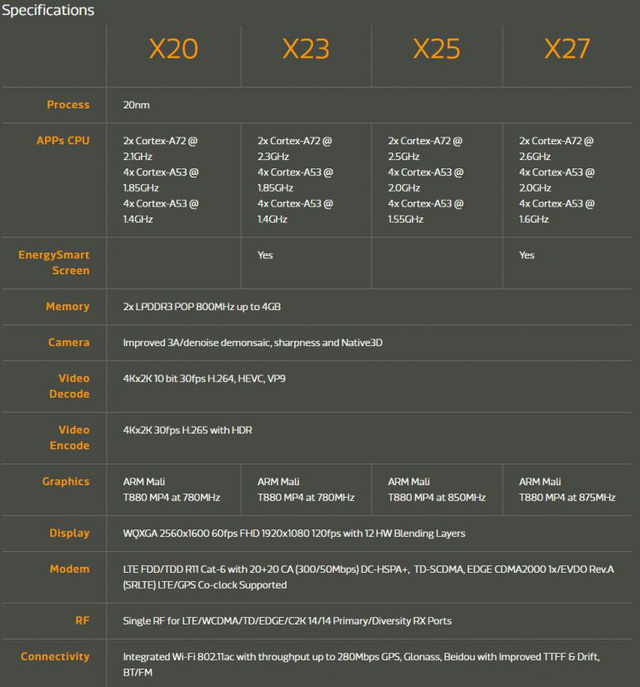 Specifications
X20 X23 X25 X27
Process 20nm
APPs CPU 2x Cortex-A72 @ 2x Cortex-A72 @ 2x Cortex-A72 @ 2x Cortex-A72 @
2.1GHz 2.3GHz 2.5GHz 2.6GHz
4x Cortex-A53 @ 4x Cortex-A53 @ 4x Cortex-A53 @ 4x Cortex-A53 @
1.85GHz 1.85GHz 2.0GHz 2.0GHz
4x Cortex-A53 @ 4x Cortex-A53 @ 4x Cortex-A53 @ 4x Cortex-A53 @
1.4GHz 1.4GHz 1.55GHz 1.6GHz
EnergySmart Yes Yes
Screen
Memory 2x LPDDR3 POP 800MHz up to 4GB
Camera Improved 3A/denoise demonsaic, sharpness and Native3D
Video 4Kx2K 10 bit 30fps H.264, HEVC, VP9
Decode
Video 4Kx2K 30fps H.265 with HDR
Encode
Graphics ARM Mali ARM Mali ARM Mali ARM Mali
T880 MP4 at 780MHz T880 MP4 at 780MHz T880 MP4 at 850MHz T880 MP4 at 875MHz
Display WQXGA 2560x1600 60fps FHD 1920x1080 120fps with 12 HW Blending Layers
Modem LTE FDD/TDD R11 Cat-6 with 20+20 CA (300/50Mbps) DC-HSPA+, TD-SCDMA, EDGE CDMA2000 1x/EVDO Rev.A
(SRLTE) LTE/GPS Co-clock Supported
RF Single RF for LTE/WCDMA/TD/EDGE/C2K 14/14 Primary/Diversity RX Ports
Connectivity Integrated Wi-Fi 802.11ac with throughput up to 280Mbps GPS, Glonass, Beidou with Improved TTFF & Drift,
BT/FM